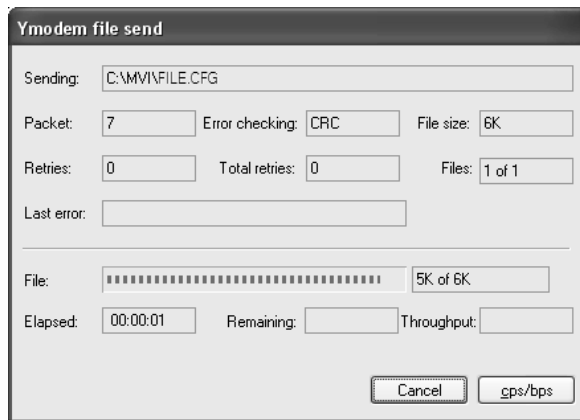 Ymodem file send
Sending: C:\MVI\FILE.CFG
Packet: 7 Error checking: CRC File size: 6K
Retries: 0 Total retries: 0 Files: 1 of 1
Last error:
File: 5K of 6K
Elapsed: 00:00:01 Remaining: Throughput:
Cancel cps/bps